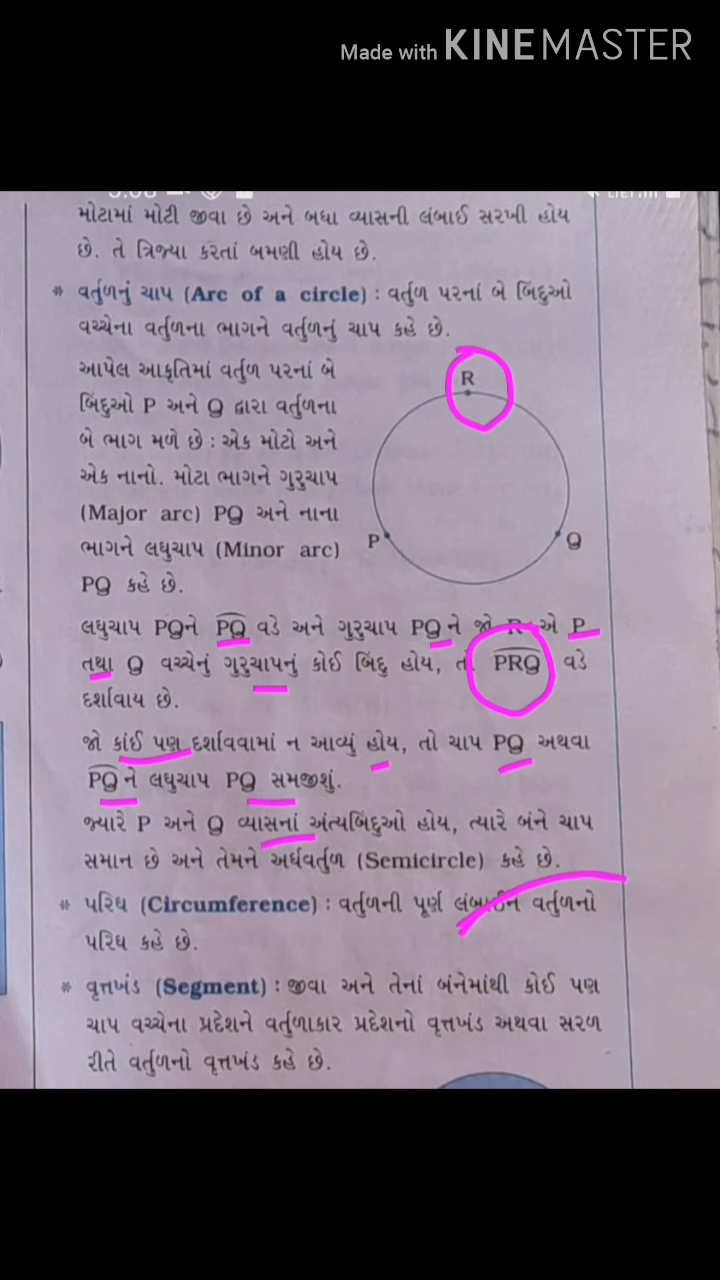 Made with KINEMASTER
મોટામાં મોટી જીવા છે અને બધા વ્યાસની લંબાઈ સરખી હોય
છે. તે ત્રિજ્યા કરતાં બમણી હોય છે.
* વર્તુળનું ચાપ (Arc of a circle) : વર્તુળ પરનાં બે બિંદુઓ
વચ્ચેના વર્તુળના ભાગને વર્તુળનું ચાપ કહે છે.
આપેલ આકૃતિમાં વર્તુળ પરનાં બે
બિંદુઓ P અને Q દ્વારા વર્તુળના
બે ભાગ મળે છે : એક મોટો અને
એક નાનો. મોટા ભાગને ગુરુચાપ
(Major arc) PQ અને નાના
ભાગને લઘુચાપ (Minor arc)
PQ કહે છે.
R
P
Q
લઘુચાપ PQને PQ વડે અને ગુરુચાપ PQને જો R એ P
તથા Q વચ્ચેનું ગુરુચાપનું કોઈ બિંદુ હોય, તો PRQ વડે
દર્શાવાય છે.
જો કાંઈ પણ દર્શાવવામાં ન આવ્યું હોય, તો ચાપ PQ અથવા
PQને લઘુચાપ PQ સમજીશું.
જ્યારે P અને Q વ્યાસનાં અંત્યબિંદુઓ હોય, ત્યારે બંને ચાપ
સમાન છે અને તેમને અર્ધવર્તુળ (Semicircle) કહે છે.
* પરિઘ (Circumference) : વર્તુળની પૂર્ણ લંબાઈને વર્તુળનો
પરિઘ કહે છે.
* વૃત્તખંડ (Segment) : જીવા અને તેનાં બંનેમાંથી કોઈ પણ
ચાપ વચ્ચેના પ્રદેશને વર્તુળાકાર પ્રદેશનો વૃત્તખંડ અથવા સરળ
રીતે વર્તુળનો વૃત્તખંડ કહે છે.